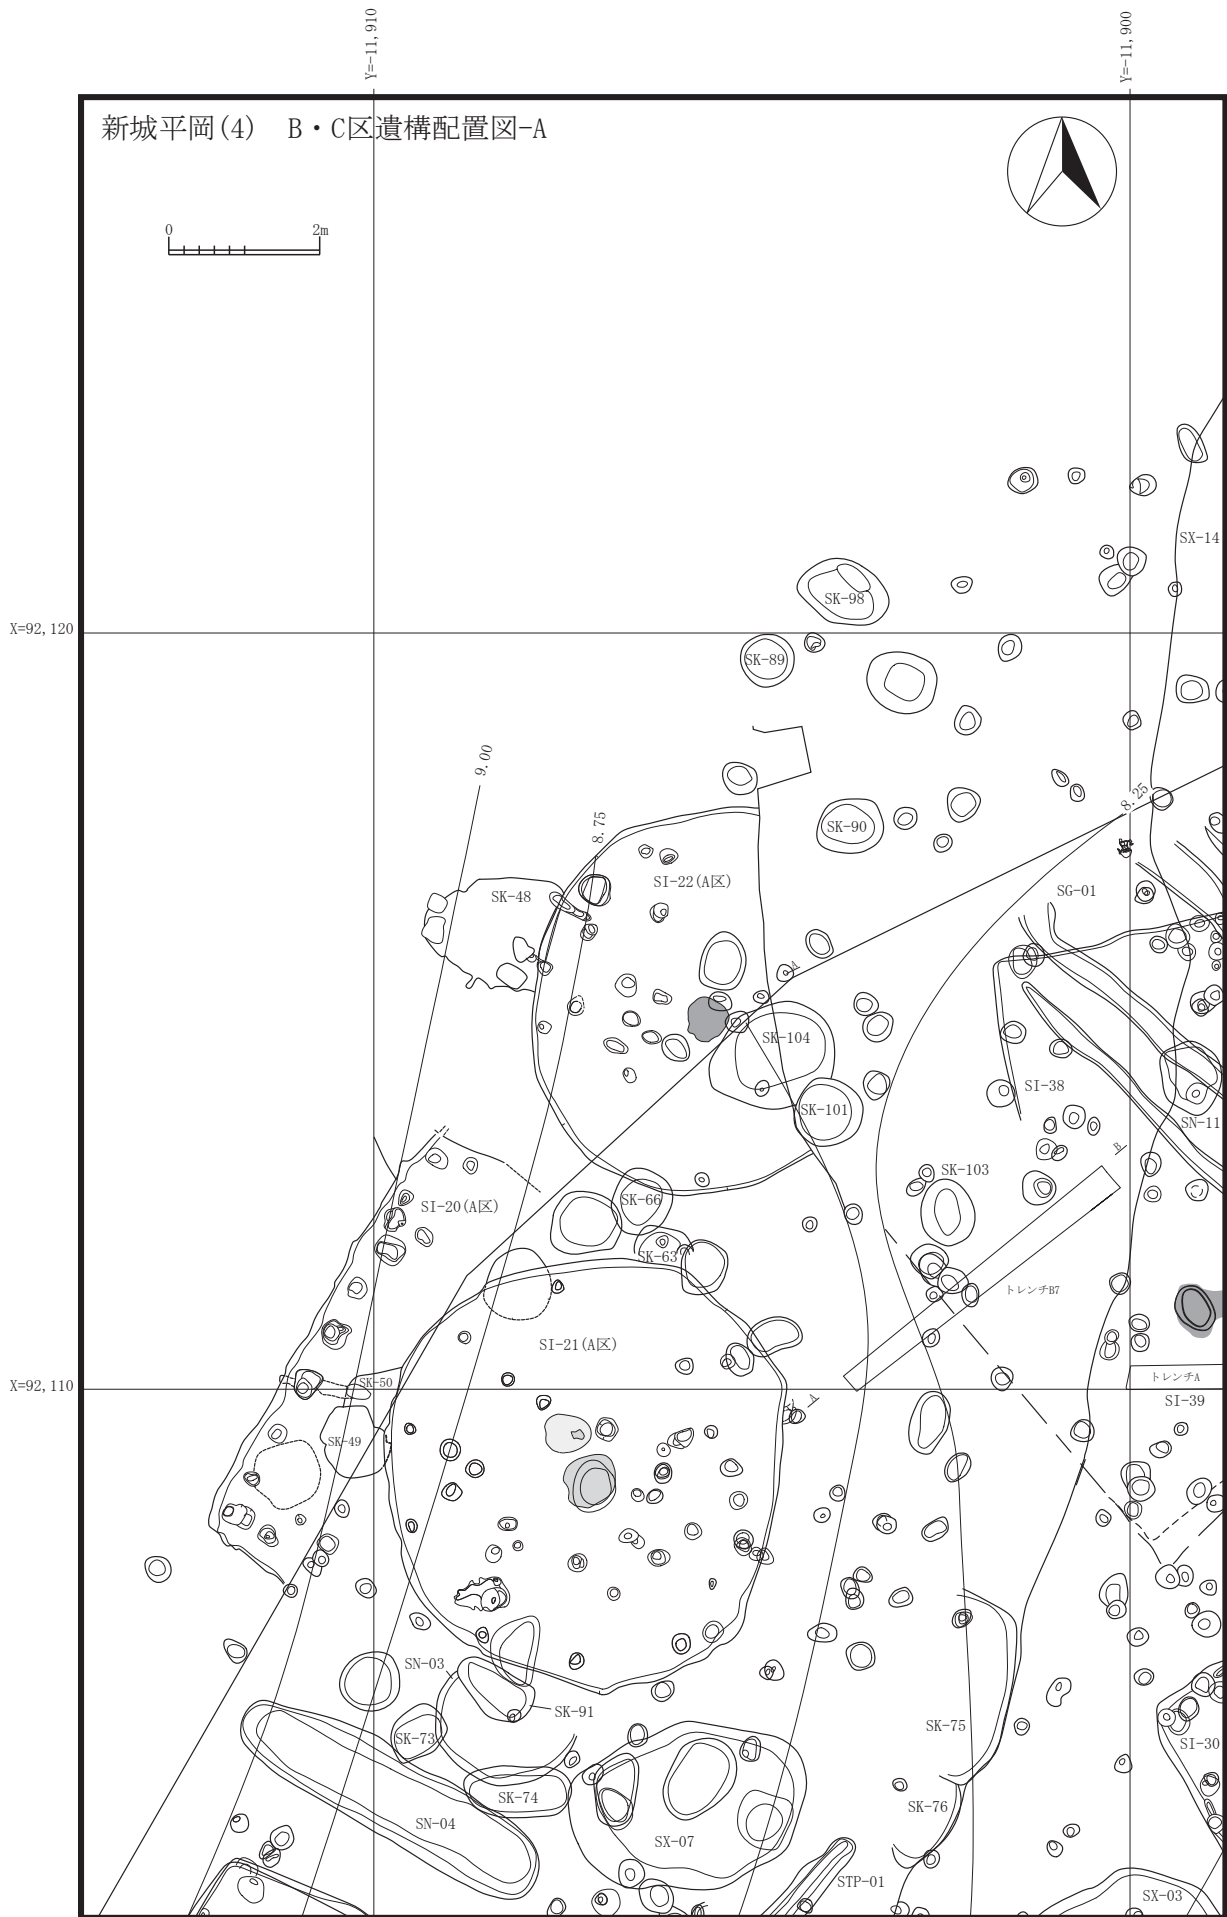 Y=-11,910
Y=-11,900
新城平岡(4)　B・C区遺構配置図-A
0 2m
SX-14
SK-98
X=92,120
SK-89
9.00
8.25
8.75
SK-90
SI-22(A区)
SK-48
SG-01
A
SK-104
SI-38
SK-101
SN-11
B
SK-103
SK-66
SI-20(A区)
SK-63
トレンチB7
SI-21(A区)
トレンチA
SK-50
X=92,110
SI-39
A
SK-49
SN-03
SK-91
SK-75
SK-73
SI-30
SK-74
SK-76
SN-04
SX-07
STP-01
SX-03